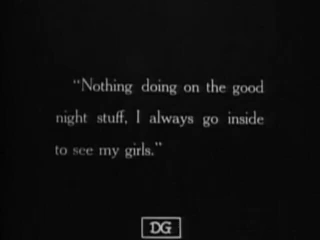 “Nothing doing on the good
night stuff, I always go inside
to see my girls.”
DG